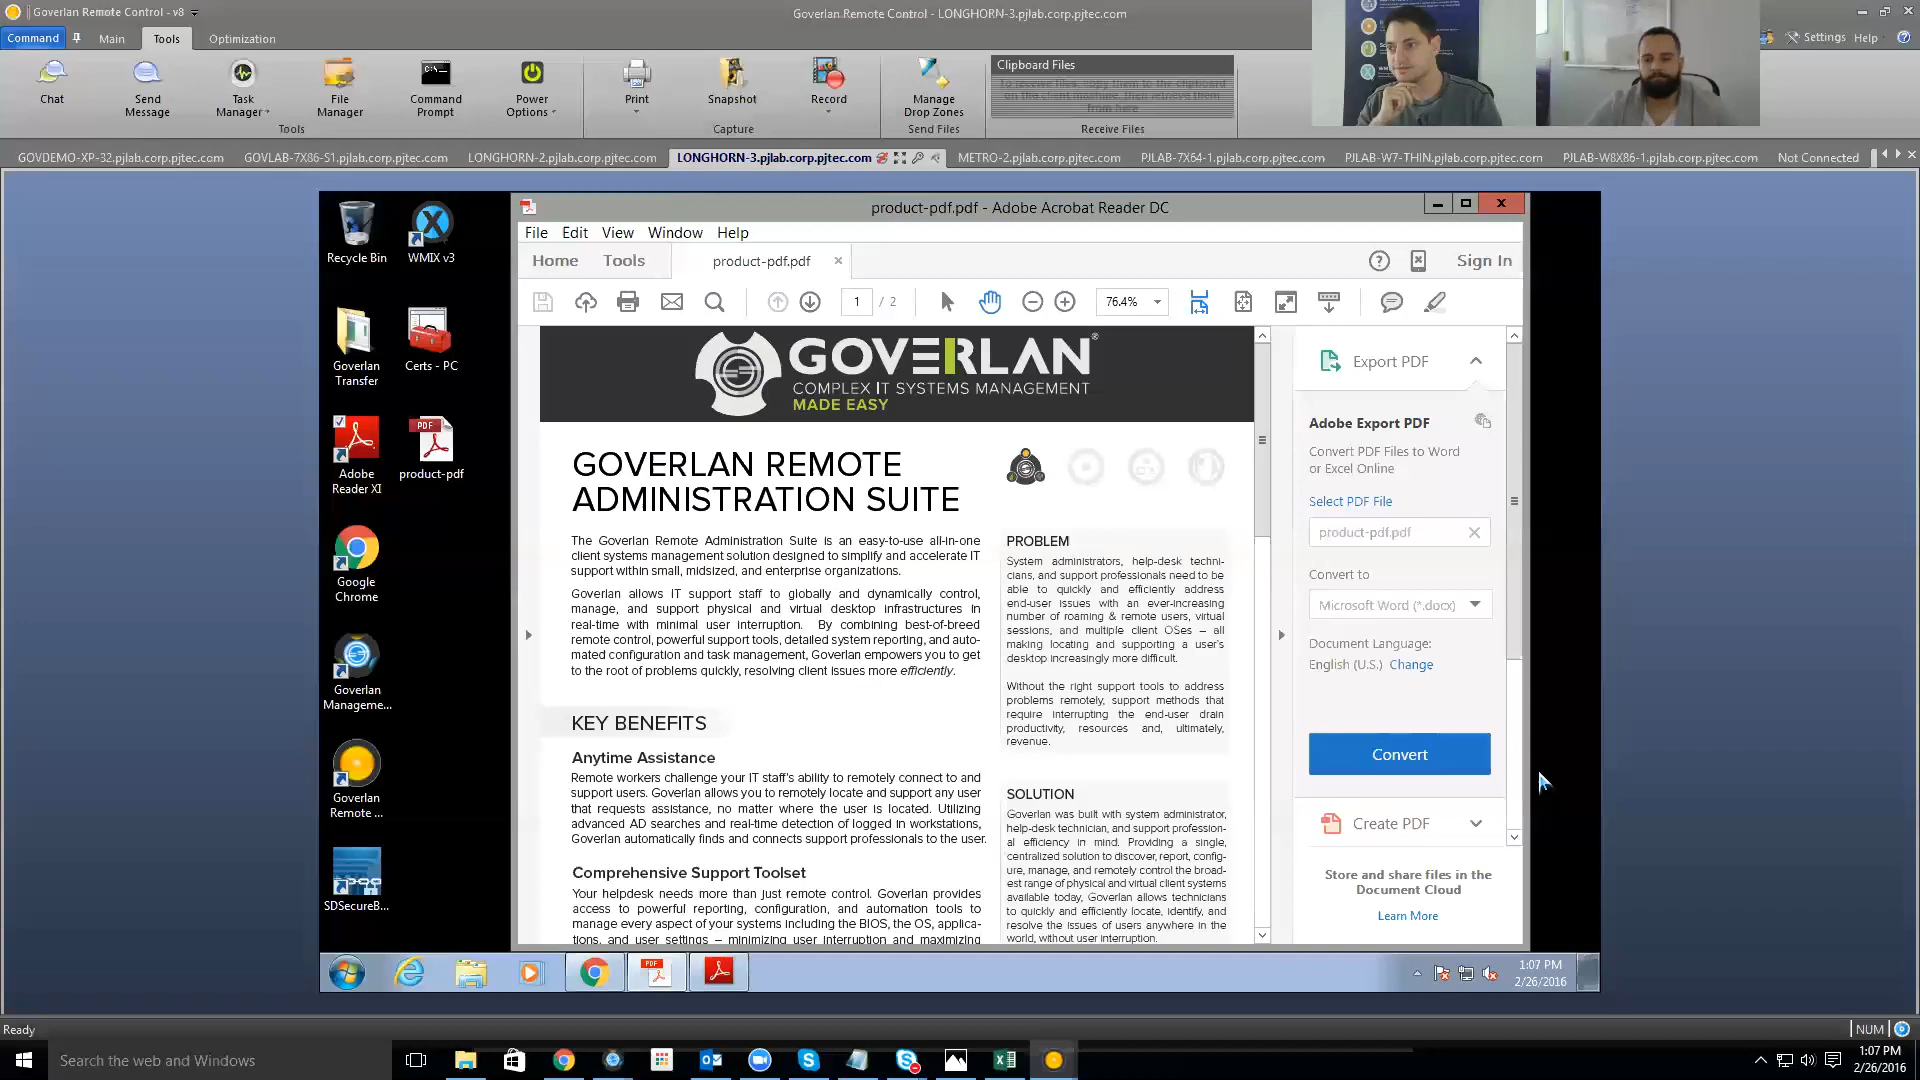 Goverlan Remote Control - v8
Goverlan Remote Control - LONGHORN-3.pjlab.corp.pjtec.com
Command
Main
Tools
Optimization
Settings
Help
Chat
Send
Message
Task
Manager
File
Manager
Command
Prompt
Power
Options
Tools
Print
Snapshot
Record
Capture
Manage
Drop Zones
Send Files
Clipboard Files
To receive files, copy them to the clipboard
on the client machine, then retrieve them
from here
Receive Files
GOVDEMO-XP-32.pjlab.corp.pjtec.com
GOVLAB-7X86-S1.pjlab.corp.pjtec.com
LONGHORN-2.pjlab.corp.pjtec.com
LONGHORN-3.pjlab.corp.pjtec.com
METRO-2.pjlab.corp.pjtec.com
PJLAB-7X64-1.pjlab.corp.pjtec.com
PJLAB-W7-THIN.pjlab.corp.pjtec.com
PJLAB-W8X86-1.pjlab.corp.pjtec.com
Not Connected
Recycle Bin
WMIX v3
Goverlan
Transfer
Certs - PC
Adobe
Reader XI
PDF
product-pdf
Google
Chrome
Goverlan
Manageme...
Goverlan
Remote ...
SDSecureB...
product-pdf.pdf - Adobe Acrobat Reader DC
File Edit View Window Help
Home
Tools
product-pdf.pdf
Sign In
1 / 2
76.4%
GOVERLAN®
COMPLEX IT SYSTEMS MANAGEMENT
MADE EASY
GOVERLAN REMOTE
ADMINISTRATION SUITE
The Goverlan Remote Administration Suite is an easy-to-use all-in-one
client systems management solution designed to simplify and accelerate IT
support within small, midsized, and enterprise organizations.
Goverlan allows IT support staff to globally and dynamically control,
manage, and support physical and virtual desktop infrastructures in
real-time with minimal user interruption. By combining best-of-breed
remote control, powerful support tools, detailed system reporting, and auto-
mated configuration and task management, Goverlan empowers you to get
to the root of problems quickly, resolving client issues more efficiently.
KEY BENEFITS
Anytime Assistance
Remote workers challenge your IT staff's ability to remotely connect to and
support users. Goverlan allows you to remotely locate and support any user
that requests assistance, no matter where the user is located. Utilizing
advanced AD searches and real-time detection of logged in workstations,
Goverlan automatically finds and connects support professionals to the user.
Comprehensive Support Toolset
Your helpdesk needs more than just remote control. Goverlan provides
access to powerful reporting, configuration, and automation tools to
manage every aspect of your systems including the BIOS, the OS, applica-
tions, and user settings – minimizing user interruption and maximizing
PROBLEM
System administrators, help-desk techni-
cians, and support professionals need to be
able to quickly and efficiently address
end-user issues with an ever-increasing
number of roaming & remote users, virtual
sessions, and multiple client OSes – all
making locating and supporting a user's
desktop increasingly more difficult.
Without the right support tools to address
problems remotely, support methods that
require interrupting the end-user drain
productivity, resources and, ultimately,
revenue.
SOLUTION
Goverlan was built with system administrator,
help-desk technician, and support profession-
al efficiency in mind. Providing a single,
centralized solution to discover, report, config-
ure, manage, and remotely control the broad-
est range of physical and virtual client systems
available today, Goverlan allows technicians
to quickly and efficiently locate, identify, and
resolve the issues of users anywhere in the
world, without user interruption.
Export PDF
Adobe Export PDF
Convert PDF Files to Word
or Excel Online
Select PDF File
product-pdf.pdf
Convert to
Microsoft Word (*.docx)
Document Language:
English (U.S.) Change
Convert
Create PDF
Store and share files in the
Document Cloud
Learn More
PDF
1:07 PM
2/26/2016
Ready
NUM
Search the web and Windows
1:07 PM
2/26/2016